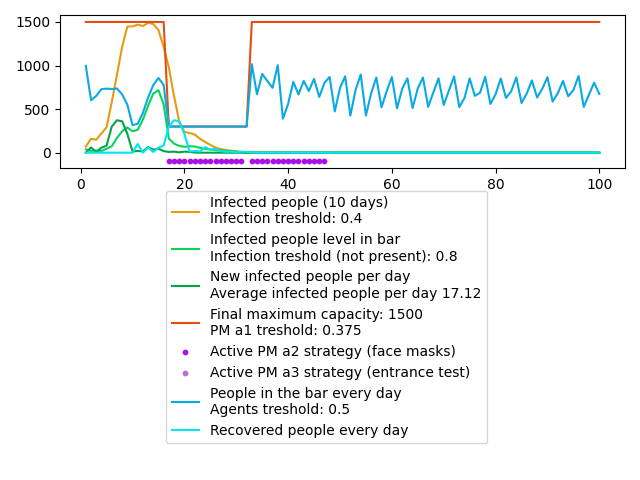 1500
1000
500
0
0 20 40 60 80 100
Infected people (10 days)
Infection treshold: 0.4
Infected people level in bar
Infection treshold (not present): 0.8
New infected people per day
Average infected people per day 17.12
Final maximum capacity: 1500
PM a1 treshold: 0.375
Active PM a2 strategy (face masks)
Active PM a3 strategy (entrance test)
People in the bar every day
Agents treshold: 0.5
Recovered people every day